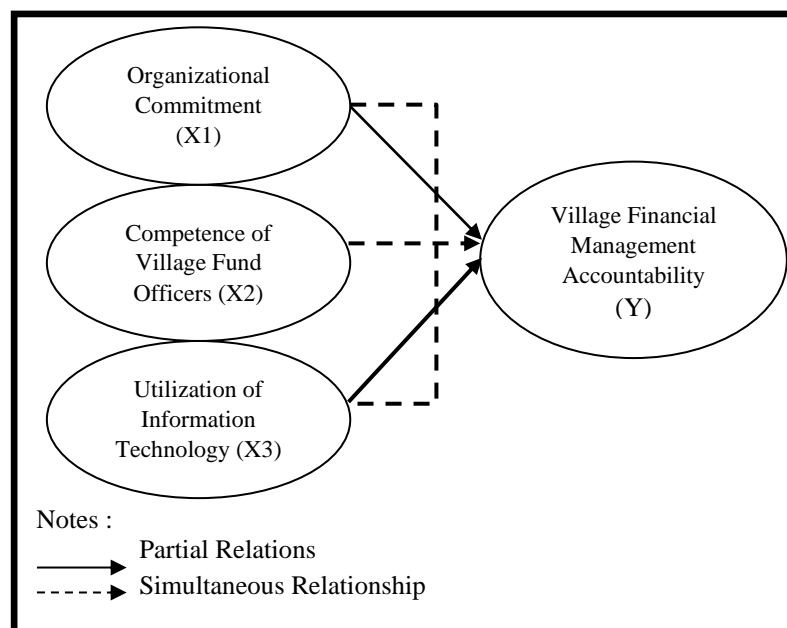 Organizational
Commitment
(X1)
Competence of
Village Fund
Officers (X2)
Utilization of
Information
Technology (X3)
Village Financial
Management
Accountability
(Y)
Notes :
Partial Relations
Simultaneous Relationship